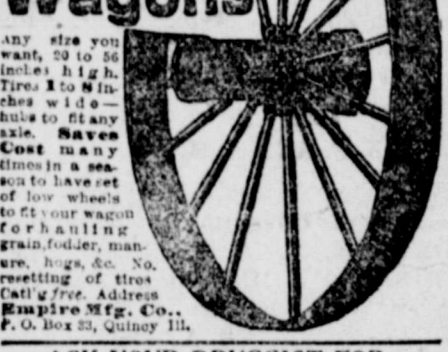 Wagons
any size you
want, 20 to 56
inches high.
Tires 1 to 8 in-
ches wide—
hubs to fit any
axle. Saves
Cost many
times in a sea-
son to have set
of low wheels
to fit your wagon
for hauling
grain, fodder, man-
ure, hogs, &c. No
resetting of tires
Catl'g free. Address
Empire Mfg. Co.,
P. O. Box 23, Quincy Ill.